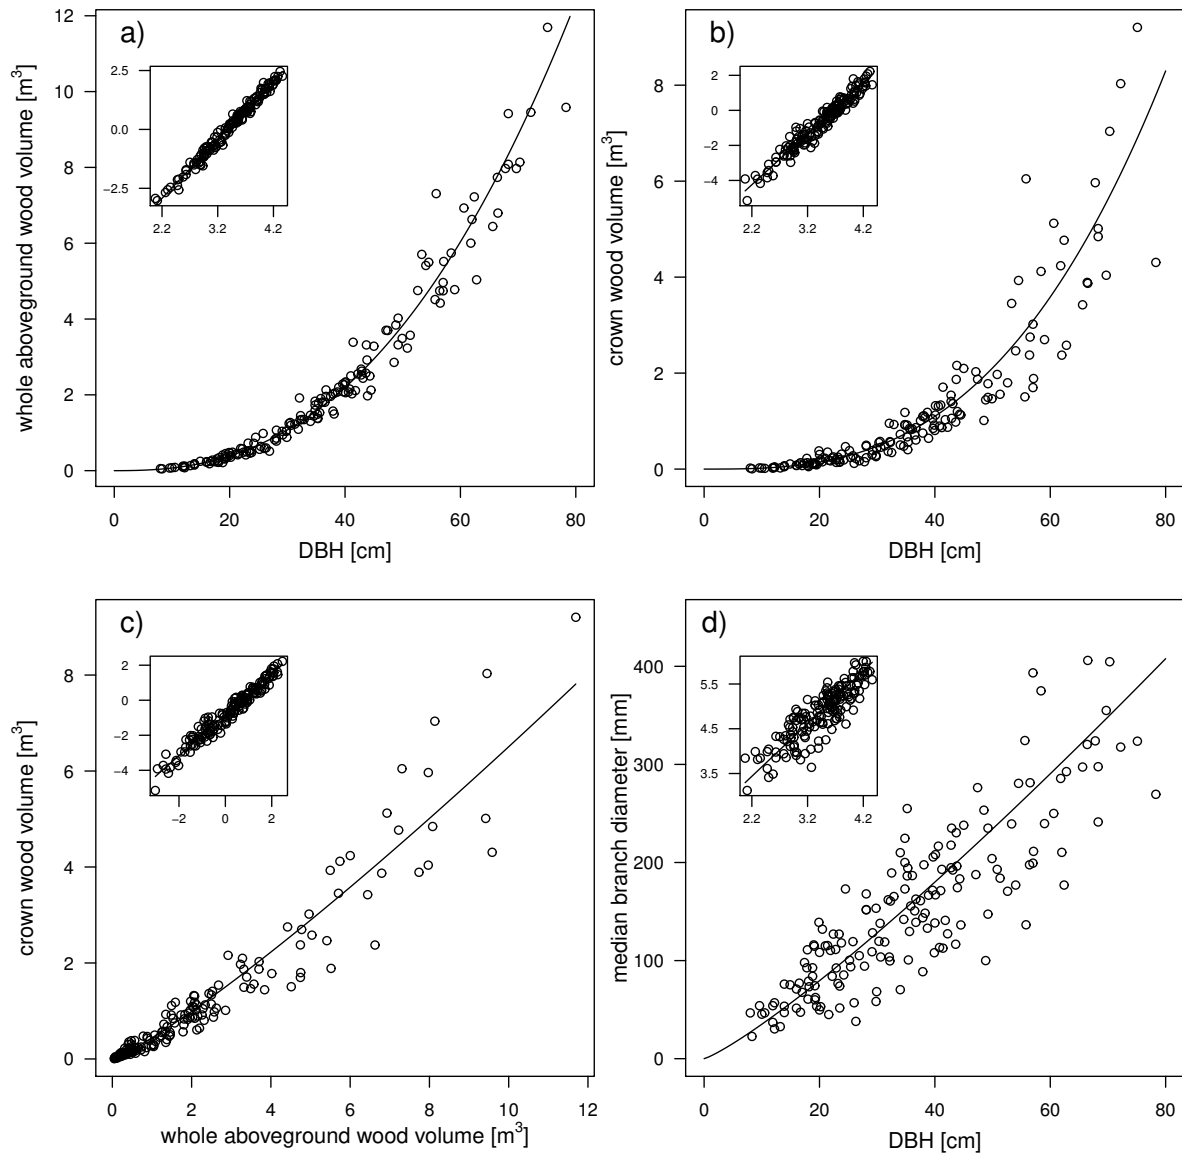 a)
whole aboveground wood volume [m³]
12
10
8
6
4
2
0
2.5
0.0
−2.5
2.2 3.2 4.2
0 20 40 60 80
DBH [cm]
b)
crown wood volume [m³]
8
6
4
2
0
2
0
−2
−4
2.2 3.2 4.2
0 20 40 60 80
DBH [cm]
c)
crown wood volume [m³]
8
6
4
2
0
2
0
−2
−4
−2 0 2
0 2 4 6 8 10 12
whole aboveground wood volume [m³]
d)
median branch diameter [mm]
400
300
200
100
0
5.5
4.5
3.5
2.2 3.2 4.2
0 20 40 60 80
DBH [cm]